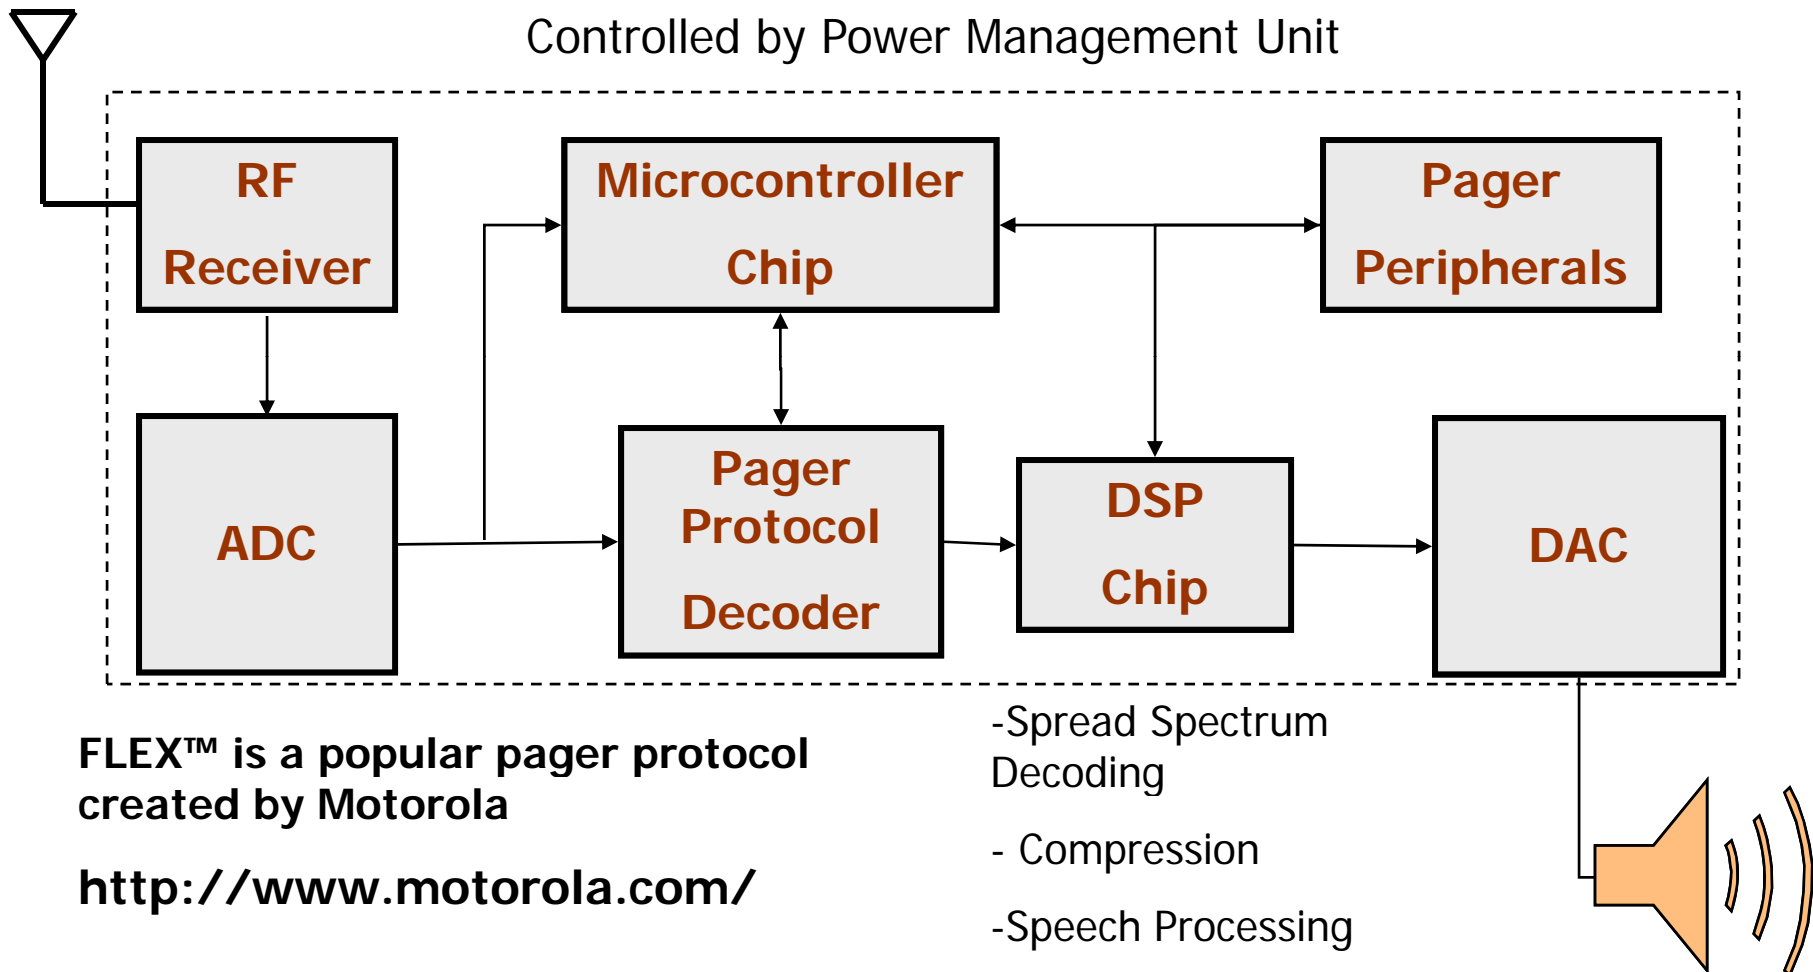 Controlled by Power Management Unit
RF
Receiver
Microcontroller
Chip
Pager
Peripherals
ADC
Pager
Protocol
Decoder
DSP
Chip
DAC
FLEX™ is a popular pager protocol
created by Motorola
http://www.motorola.com/
-Spread Spectrum
Decoding
- Compression
-Speech Processing